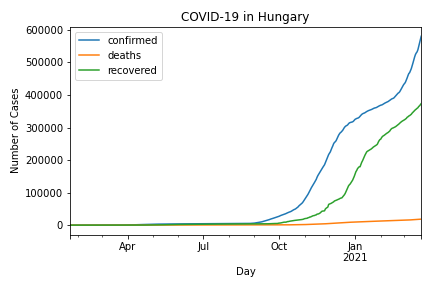 COVID-19 in Hungary
confirmed
deaths
recovered
Number of Cases
600000
500000
400000
300000
200000
100000
0
Apr
Jul
Oct
Jan
2021
Day